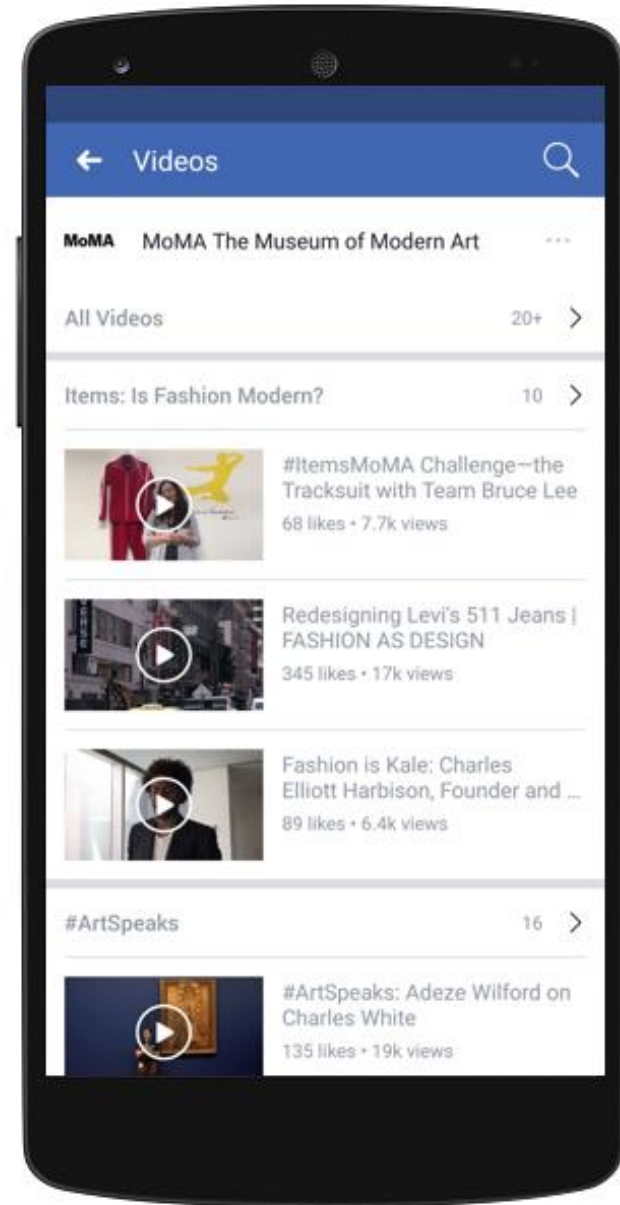 Videos
MoMA MoMA The Museum of Modern Art ...
All Videos 20+
Items: Is Fashion Modern? 10
#ItemsMoMA Challenge—the
Tracksuit with Team Bruce Lee
68 likes • 7.7k views
Redesigning Levi's 511 Jeans |
FASHION AS DESIGN
345 likes • 17k views
Fashion is Kale: Charles
Elliott Harbison, Founder and ...
89 likes • 6.4k views
#ArtSpeaks 16
#ArtSpeaks: Adeze Wilford on
Charles White
135 likes • 19k views